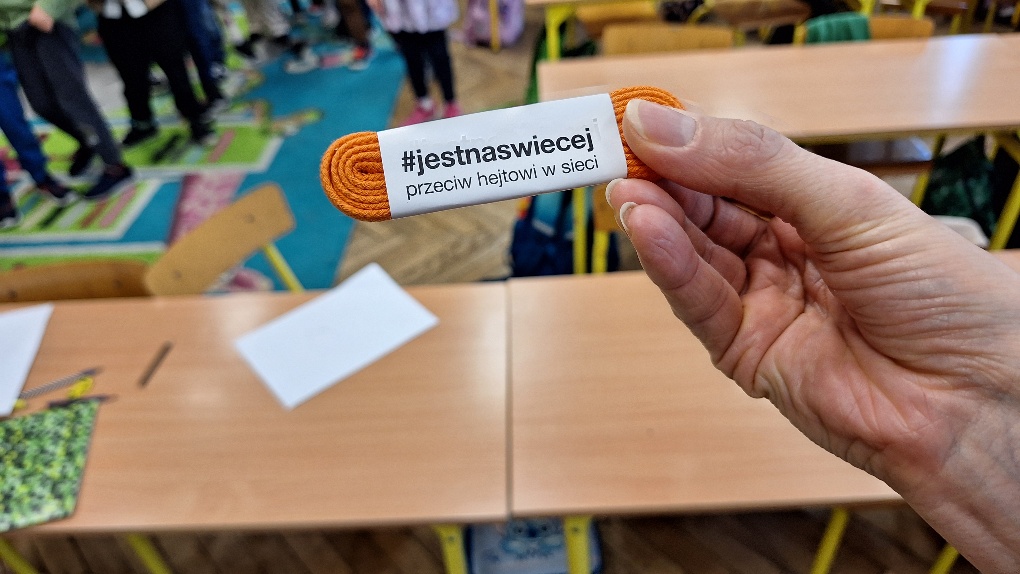 #jestnaswiecej
przeciw hejtowi w sieci